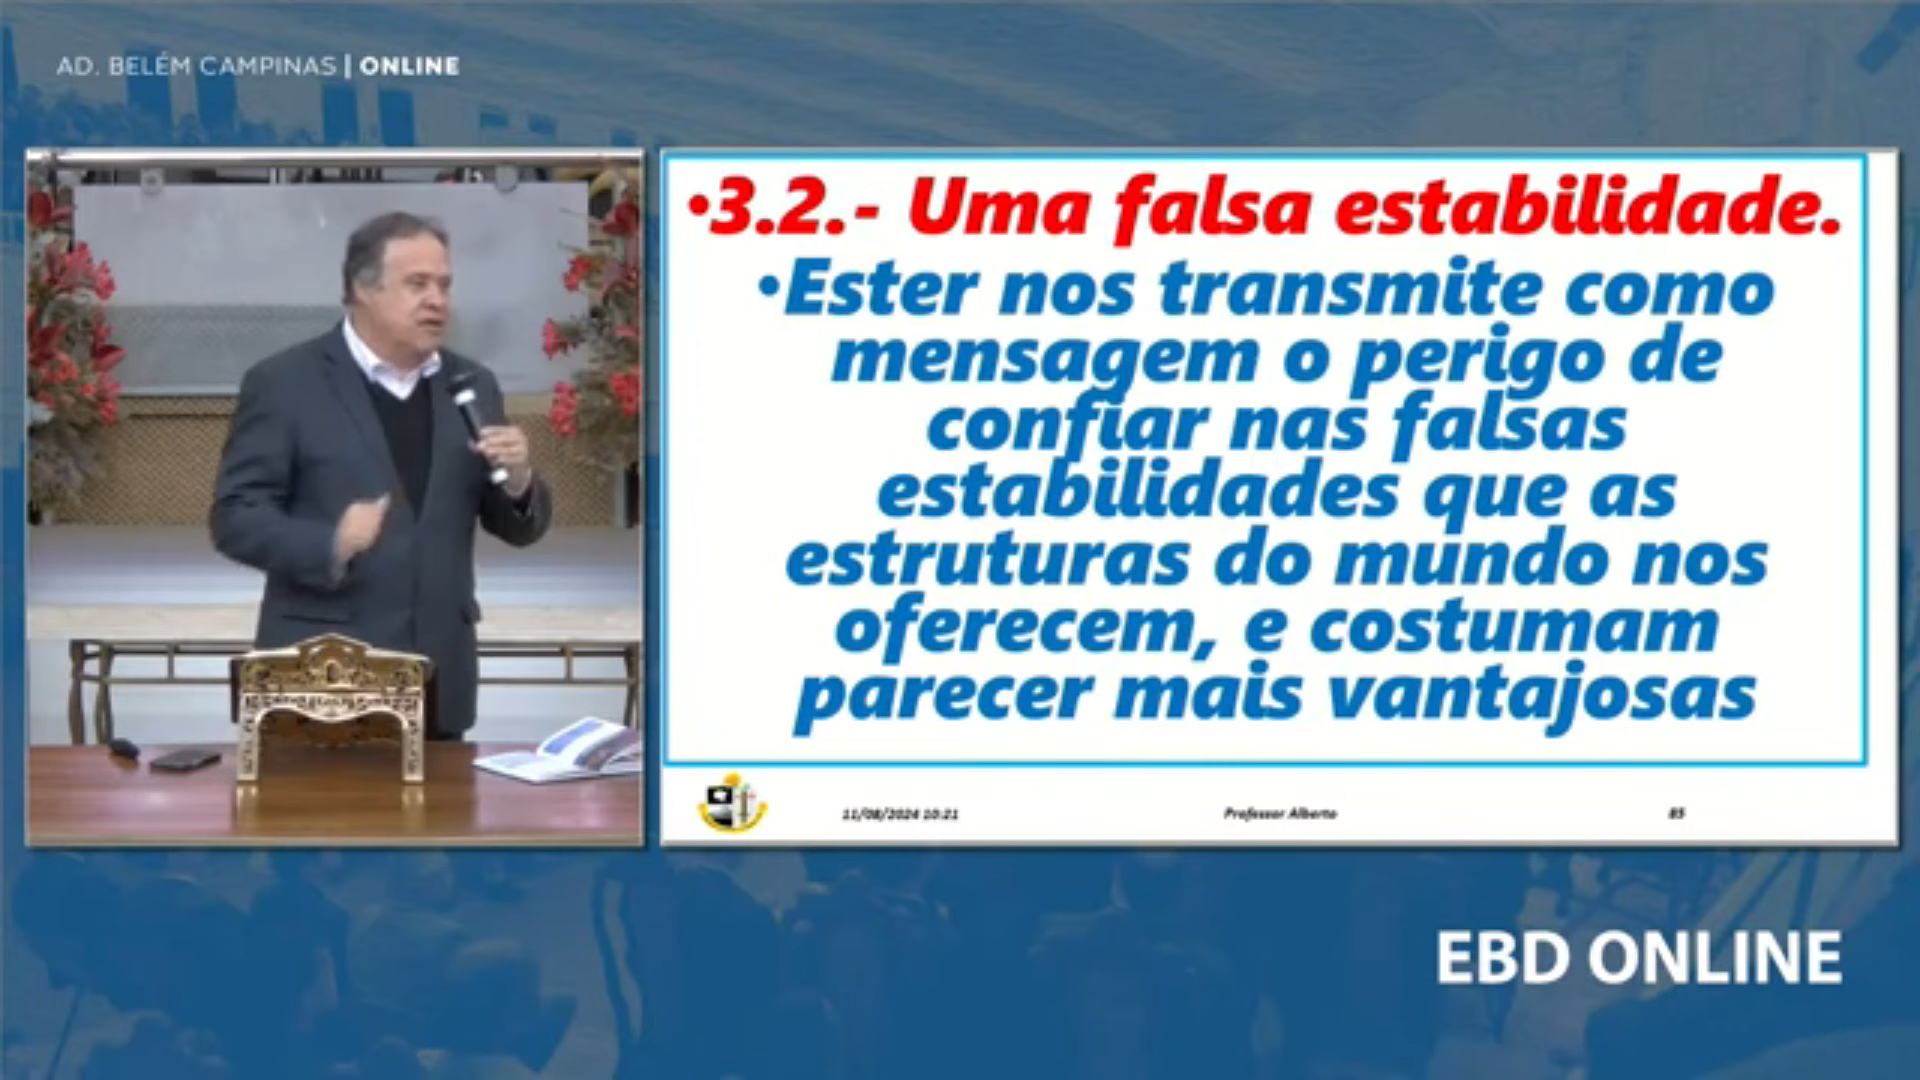 AD. BELÉM CAMPINAS | ONLINE
•3.2.- Uma falsa estabilidade.
•Ester nos transmite como
mensagem o perigo de
confiar nas falsas
estabilidades que as
estruturas do mundo nos
oferecem, e costumam
parecer mais vantajosas
11/08/2024 10:21
Professor Alberto
85
EBD ONLINE